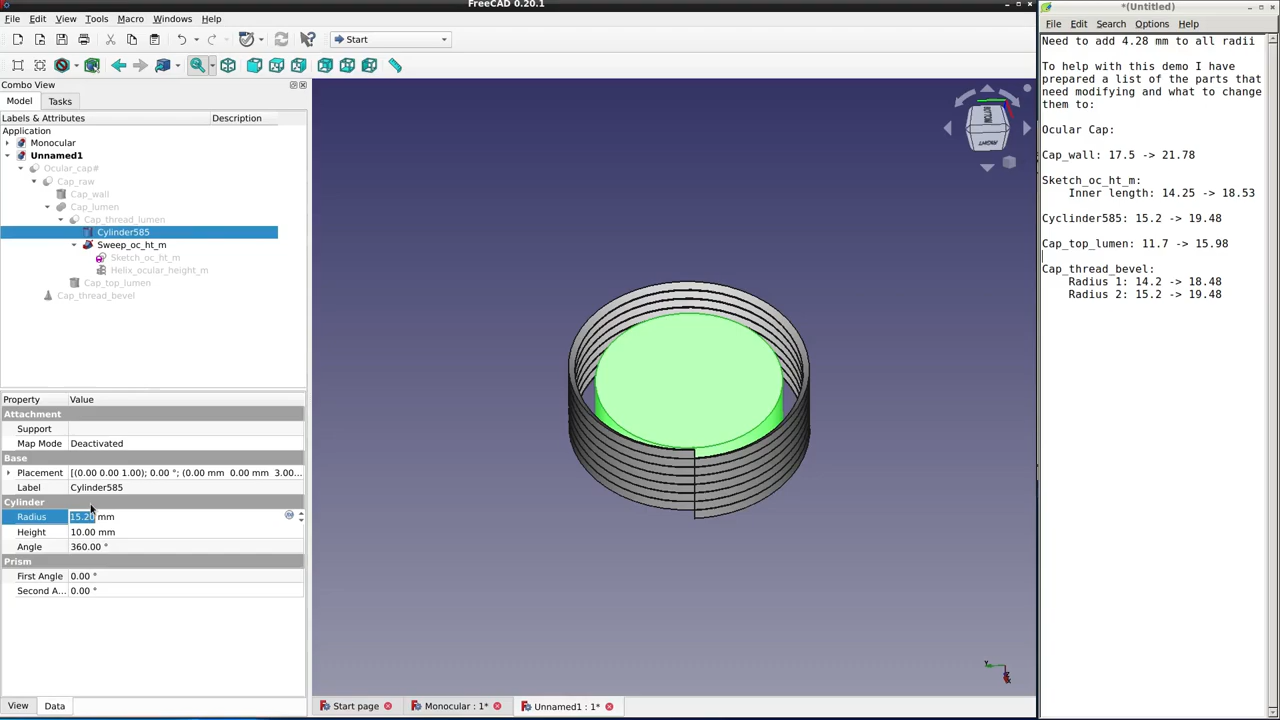 FreeCAD 0.20.1
File Edit View Tools Macro Windows Help
Start
Combo View
Model Tasks
Labels & Attributes Description
Application
Monocular
Unnamed1
Ocular_cap#
Cap_raw
Cap_wall
Cap_lumen
Cap_thread_lumen
Cylinder585
Sweep_oc_ht_m
Sketch_oc_ht_m
Helix_ocular_height_m
Cap_top_lumen
Cap_thread_bevel
Property Value
Attachment
Support
Map Mode Deactivated
Base
Placement [(0.00 0.00 1.00); 0.00 °; (0.00 mm 0.00 mm 3.00...
Label Cylinder585
Cylinder
Radius 15.20 mm
Height 10.00 mm
Angle 360.00 °
Prism
First Angle 0.00 °
Second A... 0.00 °
View Data
BOTTOM
RIGHT
Y
Start page Monocular : 1* Unnamed1 : 1*
*(Untitled)
File Edit Search Options Help
Need to add 4.28 mm to all radii
To help with this demo I have
prepared a list of the parts that
need modifying and what to change
them to:
Ocular Cap:
Cap_wall: 17.5 -> 21.78
Sketch_oc_ht_m:
Inner length: 14.25 -> 18.53
Cyclinder585: 15.2 -> 19.48
Cap_top_lumen: 11.7 -> 15.98
Cap_thread_bevel:
Radius 1: 14.2 -> 18.48
Radius 2: 15.2 -> 19.48